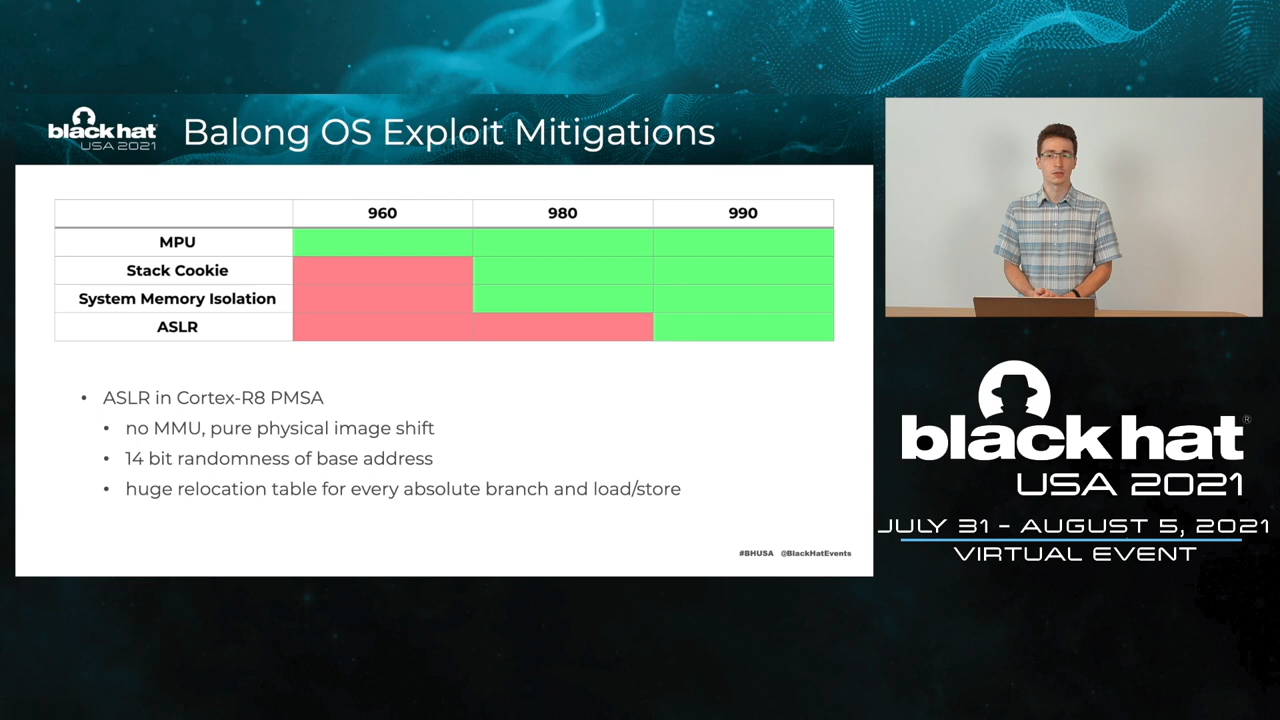 black hat
USA 2021
Balong OS Exploit Mitigations
960 980 990
MPU
Stack Cookie
System Memory Isolation
ASLR
• ASLR in Cortex-R8 PMSA
• no MMU, pure physical image shift
• 14 bit randomness of base address
• huge relocation table for every absolute branch and load/store
#BHUSA @BlackHatEvents
black hat®
USA 2021
JULY 31 - AUGUST 5, 2021
VIRTUAL EVENT